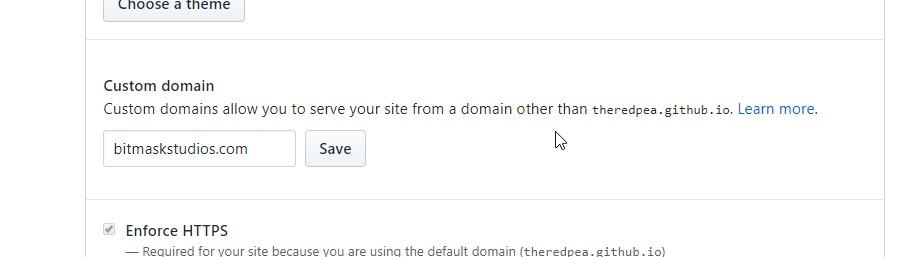 Choose a theme
Custom domain
Custom domains allow you to serve your site from a domain other than theredpea.github.io. Learn more.
bitmaskstudios.com Save
Enforce HTTPS
— Required for your site because you are using the default domain (theredpea.github.io)